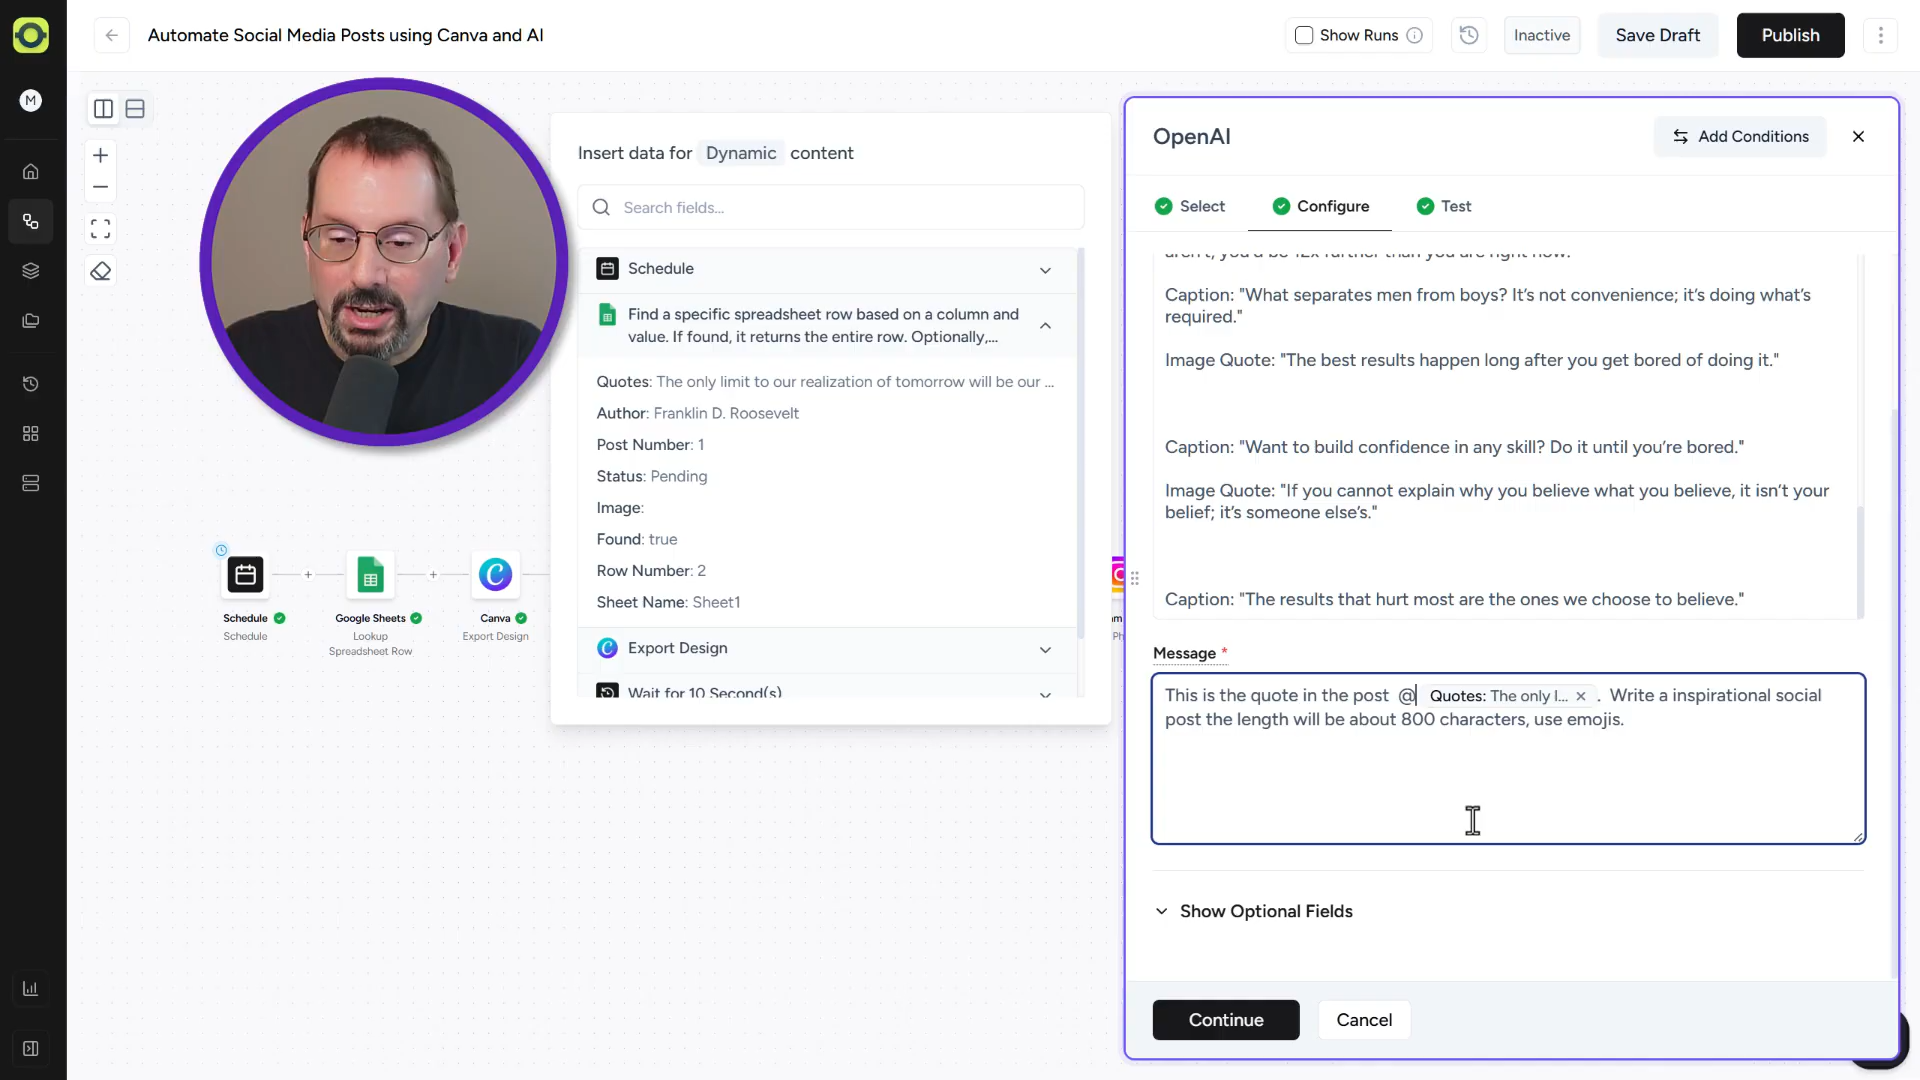 Automate Social Media Posts using Canva and AI
Show Runs
Inactive
Save Draft
Publish
M
Insert data for Dynamic content
Search fields...
Schedule
Find a specific spreadsheet row based on a column and
value. If found, it returns the entire row. Optionally,...
Quotes: The only limit to our realization of tomorrow will be our ...
Author: Franklin D. Roosevelt
Post Number: 1
Status: Pending
Image:
Found: true
Row Number: 2
Sheet Name: Sheet1
Export Design
Wait for 10 Second(s)
Schedule
Schedule
Google Sheets
Lookup
Spreadsheet Row
Canva
Export Design
OpenAI
Add Conditions
Select
Configure
Test
aren't, you'd be 12x further than you are right now.
Caption: "What separates men from boys? It’s not convenience; it’s doing what’s
required."
Image Quote: "The best results happen long after you get bored of doing it."
Caption: "Want to build confidence in any skill? Do it until you’re bored."
Image Quote: "If you cannot explain why you believe what you believe, it isn’t your
belief; it’s someone else’s."
Caption: "The results that hurt most are the ones we choose to believe."
Message *
This is the quote in the post @ Quotes: The only l... × . Write a inspirational social
post the length will be about 800 characters, use emojis.
Show Optional Fields
Continue
Cancel